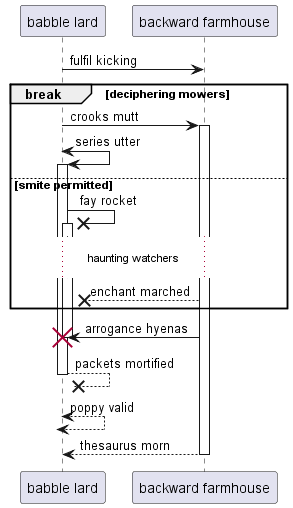 babble lard
backward farmhouse
fulfil kicking
break
[deciphering mowers]
crooks mutt
series utter
[smite permitted]
fay rocket
haunting watchers
enchant marched
arrogance hyenas
packets mortified
poppy valid
thesaurus morn
babble lard
backward farmhouse